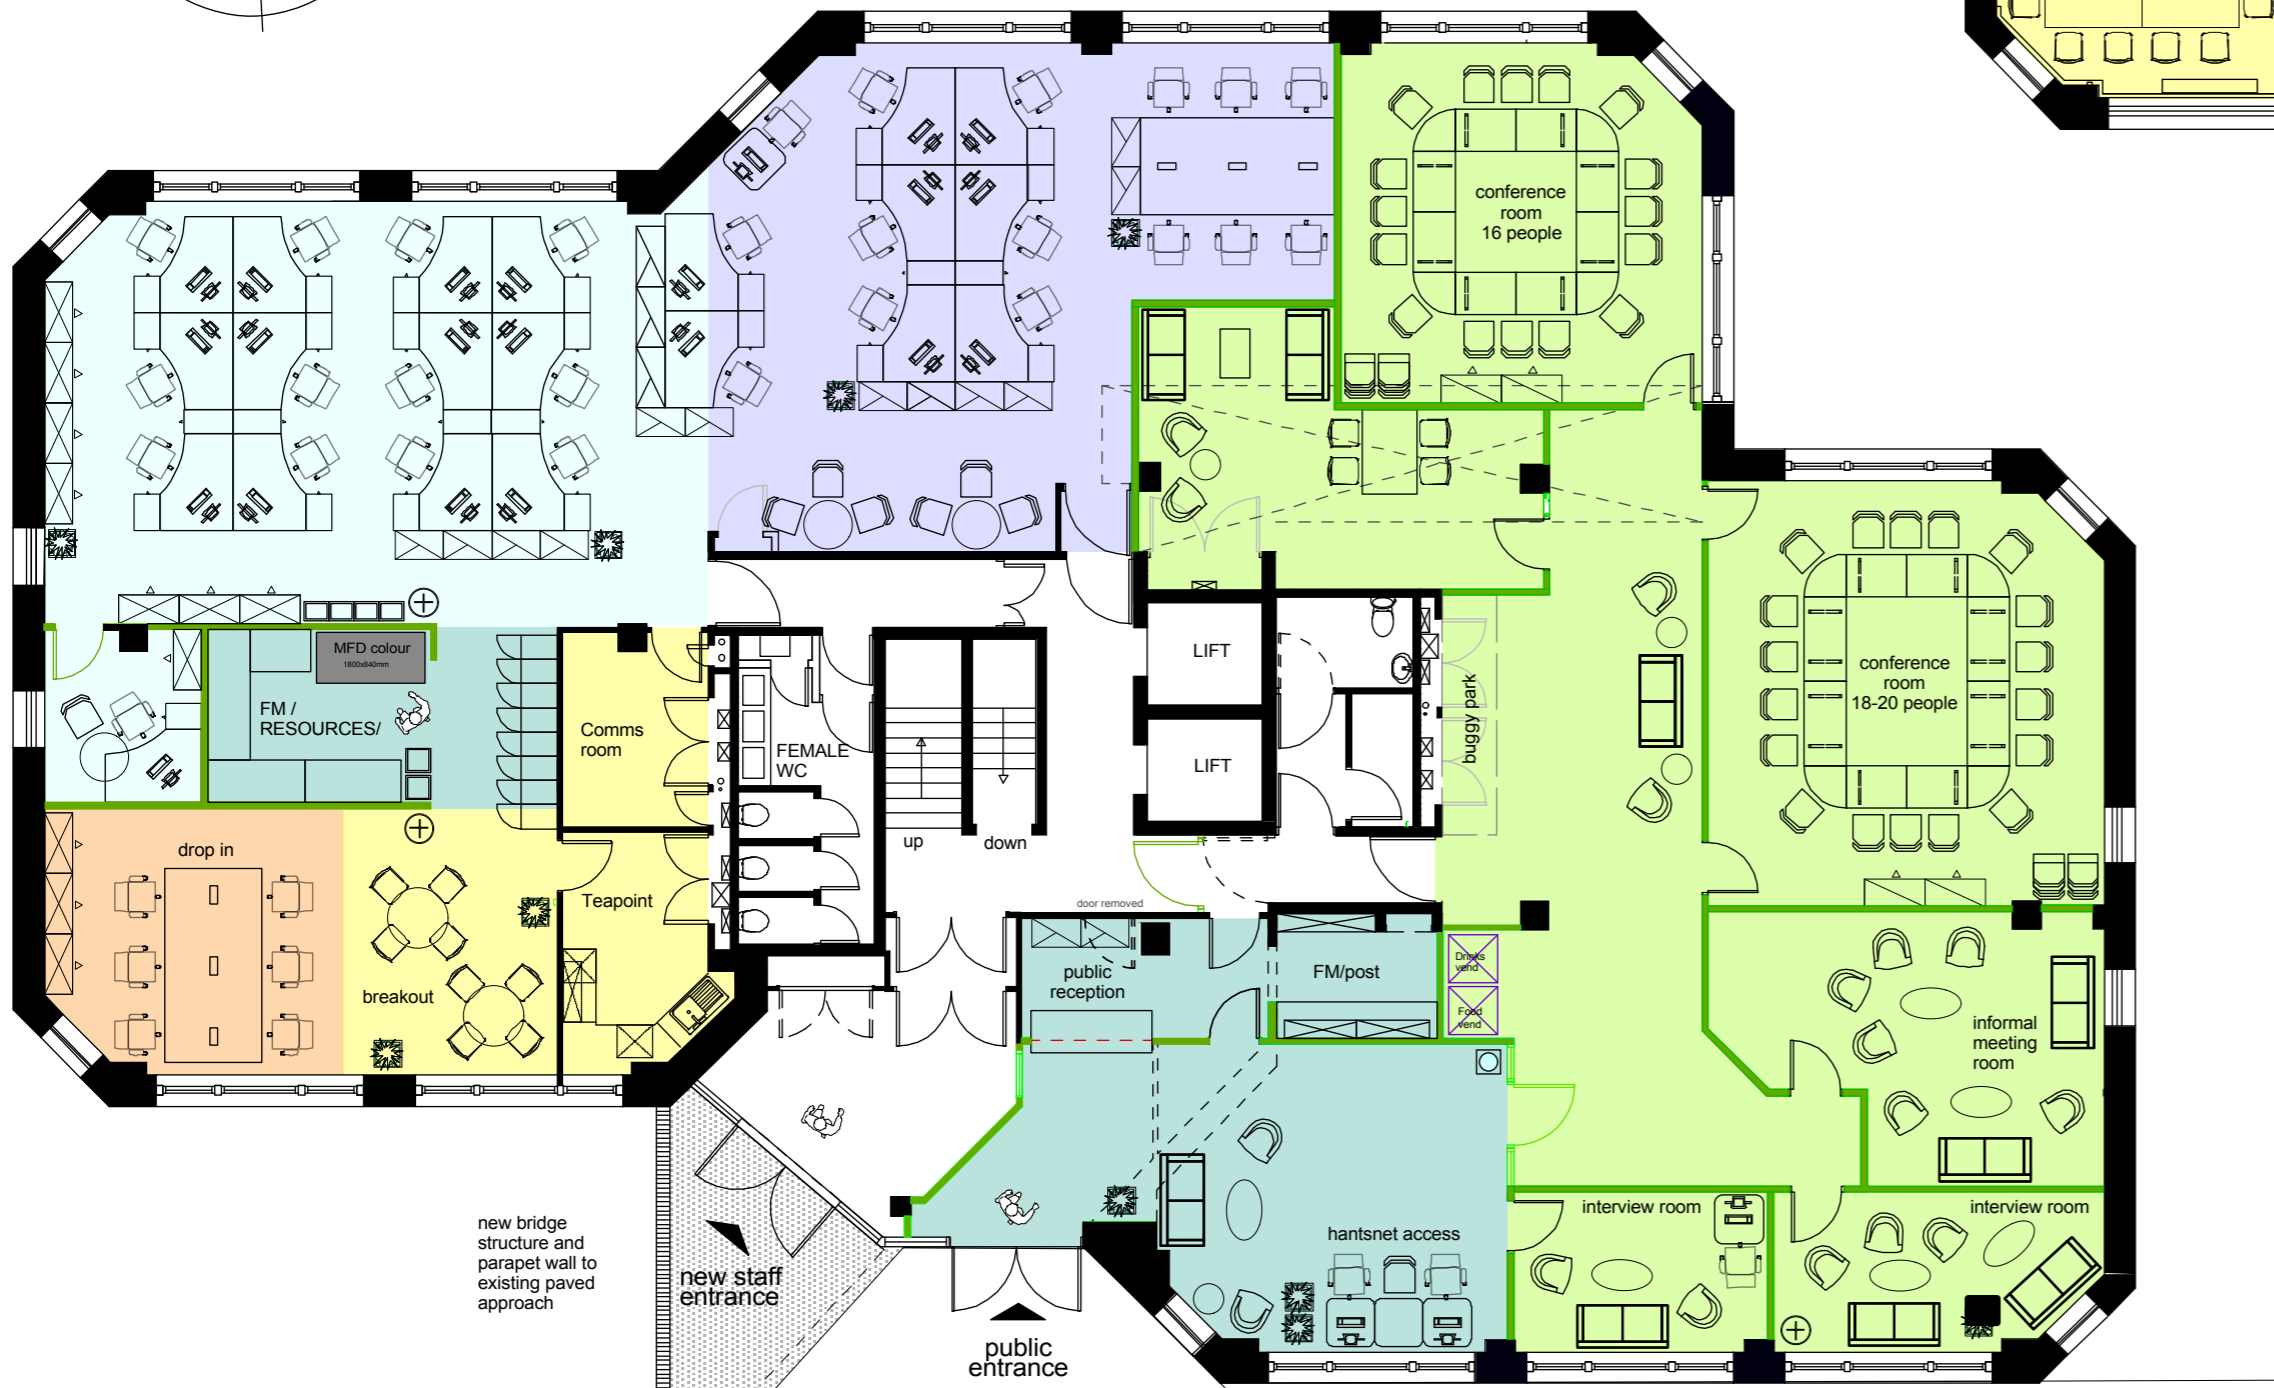 conference
room
16 people
MFD colour
1800x840mm
FM /
RESOURCES/
Comms
room
FEMALE
WC
LIFT
LIFT
buggy park
conference
room
18-20 people
up
down
drop in
Teapoint
breakout
door removed
public
reception
FM/post
Drinks
vend
Food
vend
informal
meeting
room
interview room
interview room
hantsnet access
new bridge
structure and
parapet wall to
existing paved
approach
new staff
entrance
public
entrance